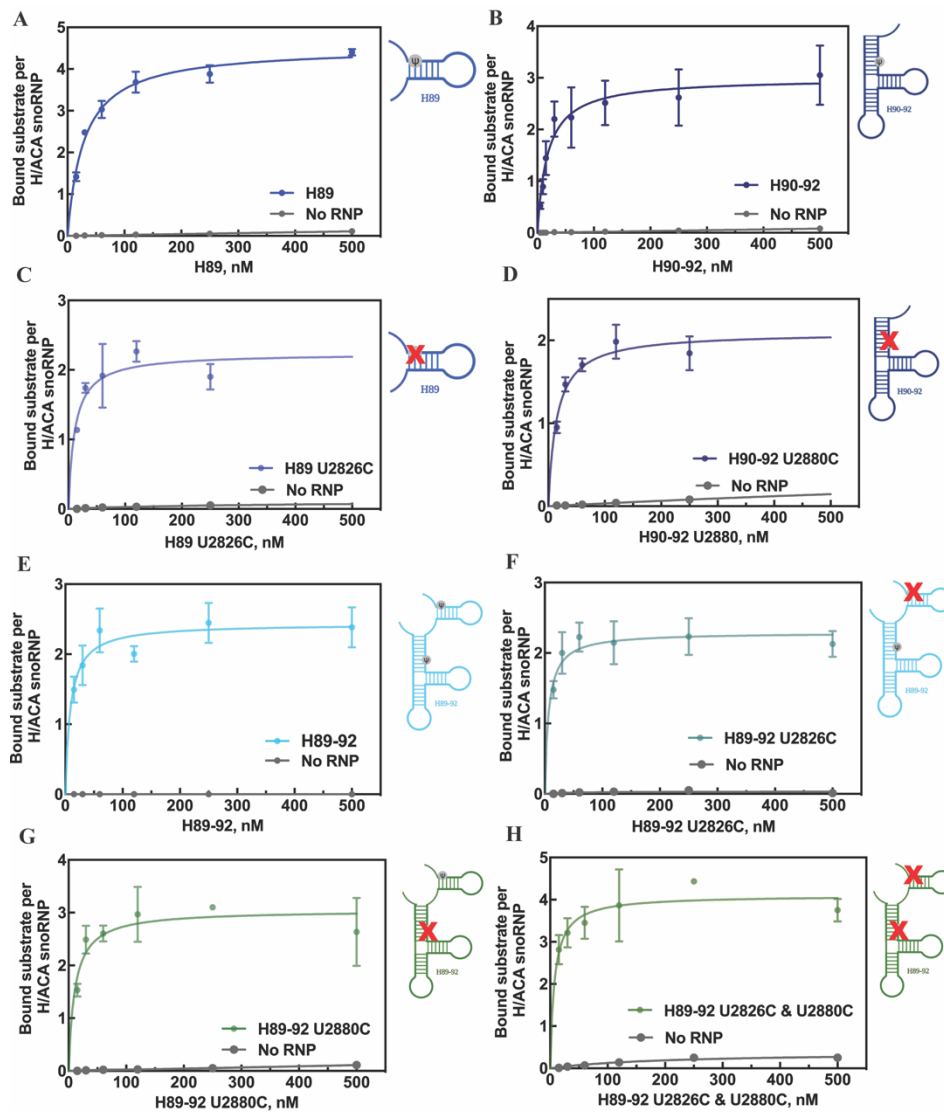 A
Bound substrate per
H/ACA snoRNP
5
4
3
2
1
0
H89
No RNP
0
100
200
300
400
500
H89, nM
Ψ
H89
B
Bound substrate per
H/ACA snoRNP
5
4
3
2
1
0
H90-92
No RNP
0
100
200
300
400
500
H90-92, nM
Ψ
H90-92
C
Bound substrate per
H/ACA snoRNP
3
2
1
0
H89 U2826C
No RNP
0
100
200
300
400
500
H89 U2826C, nM
X
H89
D
Bound substrate per
H/ACA snoRNP
2
1
0
H90-92 U2880C
No RNP
0
100
200
300
400
500
H90-92 U2880, nM
X
H90-92
E
Bound substrate per
H/ACA snoRNP
3
2
1
0
H89-92
No RNP
0
100
200
300
400
500
H89-92, nM
Ψ
Ψ
H89-92
F
Bound substrate per
H/ACA snoRNP
3
2
1
0
H89-92 U2826C
No RNP
0
100
200
300
400
500
H89-92 U2826C, nM
X
Ψ
H89-92
G
Bound substrate per
H/ACA snoRNP
4
3
2
1
0
H89-92 U2880C
No RNP
0
100
200
300
400
500
H89-92 U2880C, nM
Ψ
X
H89-92
H
Bound substrate per
H/ACA snoRNP
5
4
3
4
1
0
H89-92 U2826C & U2880C
No RNP
0
100
200
300
400
500
H89-92 U2826C & U2880C, nM
X
X
H89-92